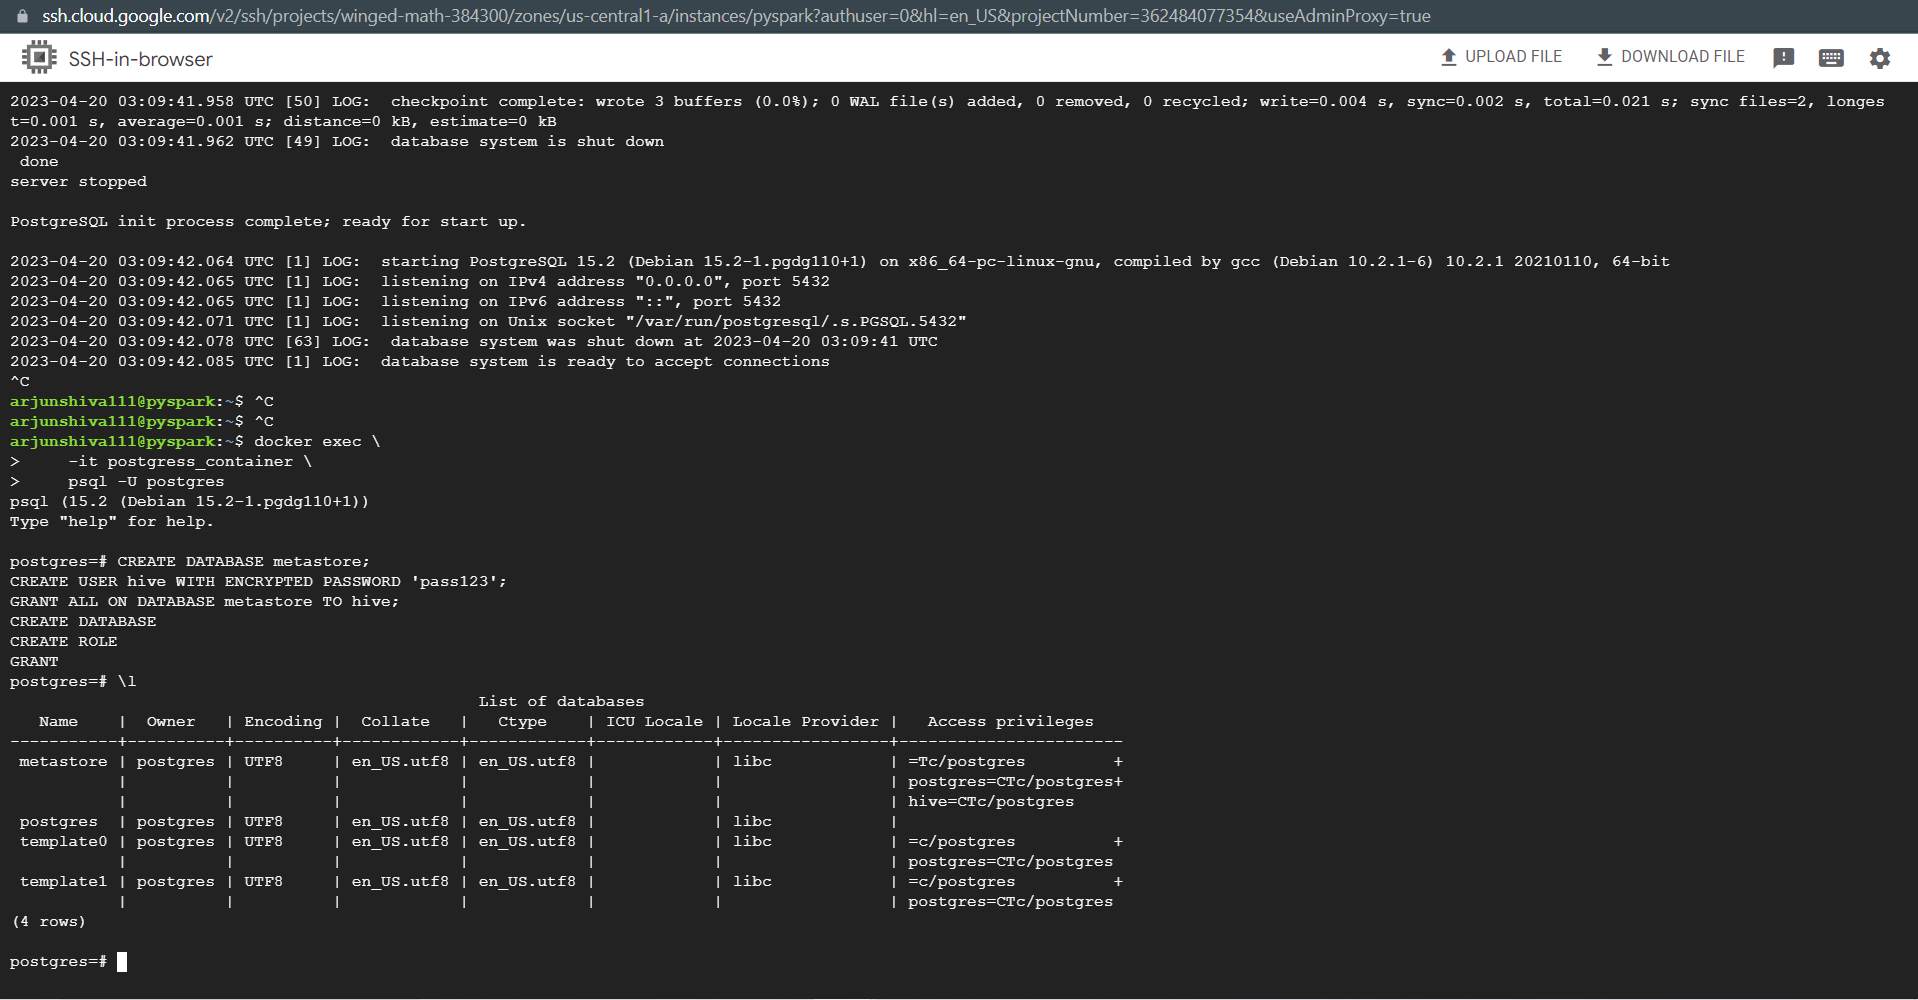 ssh.cloud.google.com/v2/ssh/projects/winged-math-384300/zones/us-central1-a/instances/pyspark?authuser=0&hl=en_US&projectNumber=362484077354&useAdminProxy=true
SSH-in-browser UPLOAD FILE DOWNLOAD FILE
2023-04-20 03:09:41.958 UTC [50] LOG:  checkpoint complete: wrote 3 buffers (0.0%); 0 WAL file(s) added, 0 removed, 0 recycled; write=0.004 s, sync=0.002 s, total=0.021 s; sync files=2, longes
t=0.001 s, average=0.001 s; distance=0 kB, estimate=0 kB
2023-04-20 03:09:41.962 UTC [49] LOG:  database system is shut down
 done
server stopped
PostgreSQL init process complete; ready for start up.
2023-04-20 03:09:42.064 UTC [1] LOG:  starting PostgreSQL 15.2 (Debian 15.2-1.pgdg110+1) on x86_64-pc-linux-gnu, compiled by gcc (Debian 10.2.1-6) 10.2.1 20210110, 64-bit
2023-04-20 03:09:42.065 UTC [1] LOG:  listening on IPv4 address "0.0.0.0", port 5432
2023-04-20 03:09:42.065 UTC [1] LOG:  listening on IPv6 address "::", port 5432
2023-04-20 03:09:42.071 UTC [1] LOG:  listening on Unix socket "/var/run/postgresql/.s.PGSQL.5432"
2023-04-20 03:09:42.078 UTC [63] LOG:  database system was shut down at 2023-04-20 03:09:41 UTC
2023-04-20 03:09:42.085 UTC [1] LOG:  database system is ready to accept connections
^C
arjunshiva111@pyspark:~$ ^C
arjunshiva111@pyspark:~$ ^C
arjunshiva111@pyspark:~$ docker exec \
>     -it postgress_container \
>     psql -U postgres
psql (15.2 (Debian 15.2-1.pgdg110+1))
Type "help" for help.
postgres=# CREATE DATABASE metastore;
CREATE USER hive WITH ENCRYPTED PASSWORD 'pass123';
GRANT ALL ON DATABASE metastore TO hive;
CREATE DATABASE
CREATE ROLE
GRANT
postgres=# \l
                                                List of databases
   Name    |  Owner   | Encoding |  Collate   |   Ctype    | ICU Locale | Locale Provider |   Access privileges
-----------+----------+----------+------------+------------+------------+-----------------+-----------------------
 metastore | postgres | UTF8     | en_US.utf8 | en_US.utf8 |            | libc            | =Tc/postgres         +
           |          |          |            |            |            |                 | postgres=CTc/postgres+
           |          |          |            |            |            |                 | hive=CTc/postgres
 postgres  | postgres | UTF8     | en_US.utf8 | en_US.utf8 |            | libc            |
 template0 | postgres | UTF8     | en_US.utf8 | en_US.utf8 |            | libc            | =c/postgres          +
           |          |          |            |            |            |                 | postgres=CTc/postgres
 template1 | postgres | UTF8     | en_US.utf8 | en_US.utf8 |            | libc            | =c/postgres          +
           |          |          |            |            |            |                 | postgres=CTc/postgres
(4 rows)
postgres=#